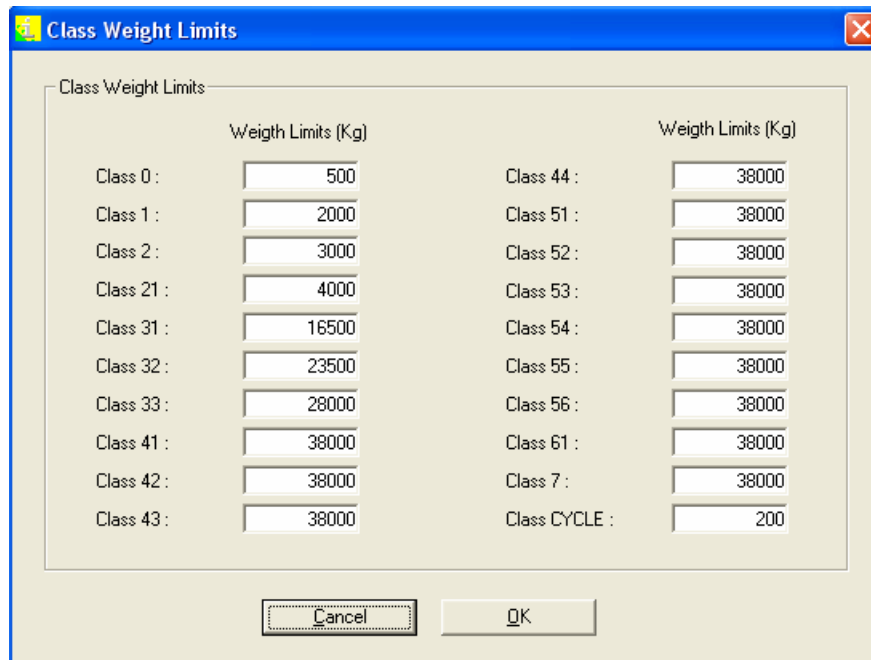 Class Weight Limits
Class Weight Limits
Weigth Limits (Kg) Weigth Limits (Kg)
Class 0 : 500 Class 44 : 38000
Class 1 : 2000 Class 51 : 38000
Class 2 : 3000 Class 52 : 38000
Class 21 : 4000 Class 53 : 38000
Class 31 : 16500 Class 54 : 38000
Class 32 : 23500 Class 55 : 38000
Class 33 : 28000 Class 56 : 38000
Class 41 : 38000 Class 61 : 38000
Class 42 : 38000 Class 7 : 38000
Class 43 : 38000 Class CYCLE : 200
Cancel OK